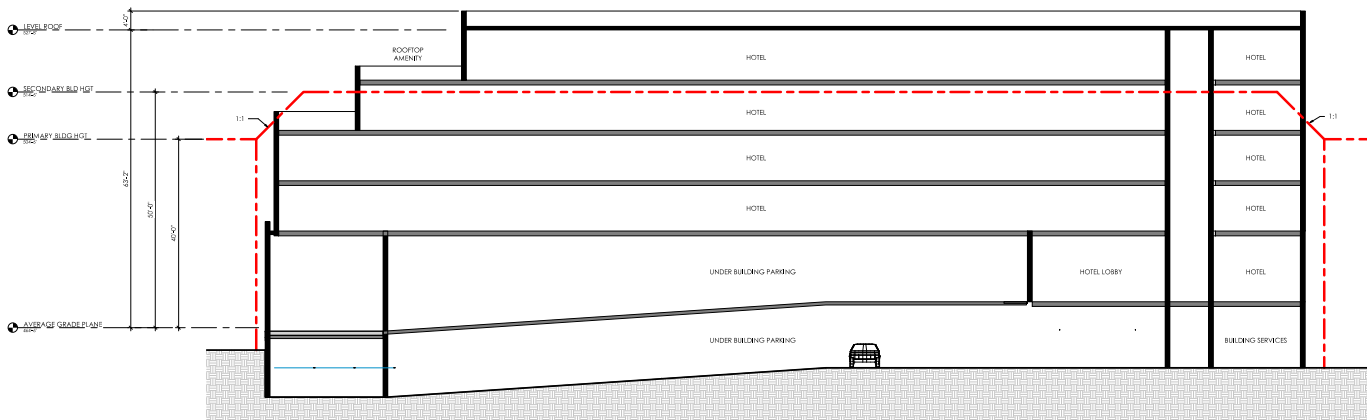 4'-0"
LEVEL ROOF
ROOFTOP
AMENITY
HOTEL
HOTEL
SECONDARY BLD HGT
HOTEL
HOTEL
1:1
1:1
PRIMARY BLDG HGT
HOTEL
HOTEL
63'-2"
50'-0"
40'-0"
HOTEL
HOTEL
UNDER BUILDING PARKING
HOTEL LOBBY
HOTEL
AVERAGE GRADE PLANE
UNDER BUILDING PARKING
BUILDING SERVICES